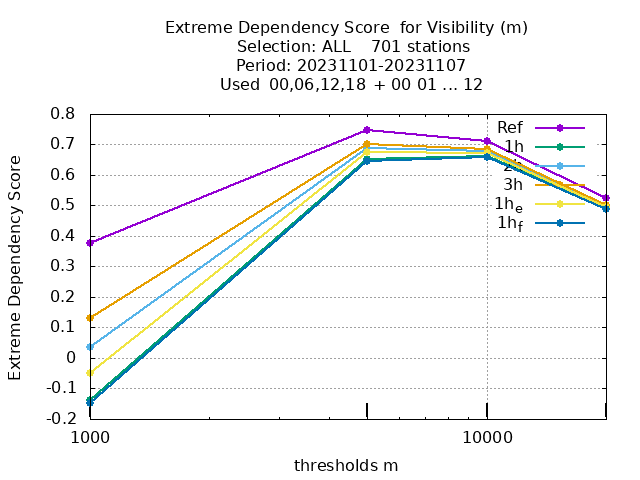 Extreme Dependency Score  for Visibility (m)
Selection: ALL    701 stations
Period: 20231101-20231107
Used  00,06,12,18  + 00 01 ... 12
Extreme Dependency Score
0.8
0.7
0.6
0.5
0.4
0.3
0.2
0.1
0
-0.1
-0.2
1000
10000
thresholds m
Ref
1h
2h
3h
1he
1hf